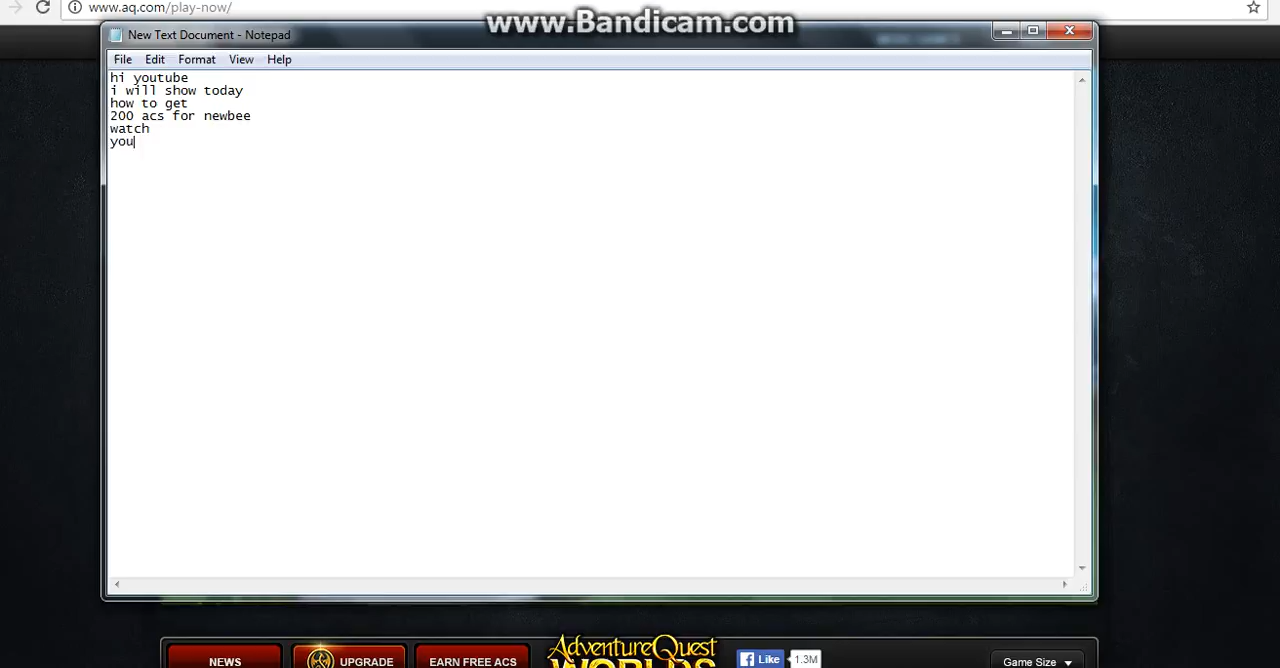 www.aq.com/play-now/
www.Bandicam.com
New Text Document - Notepad
File Edit Format View Help
hi youtube
i will show today
how to get
200 acs for newbee
watch
you
NEWS UPGRADE EARN FREE ACS AdventureQuest WORLDS Like 1.3M Game Size